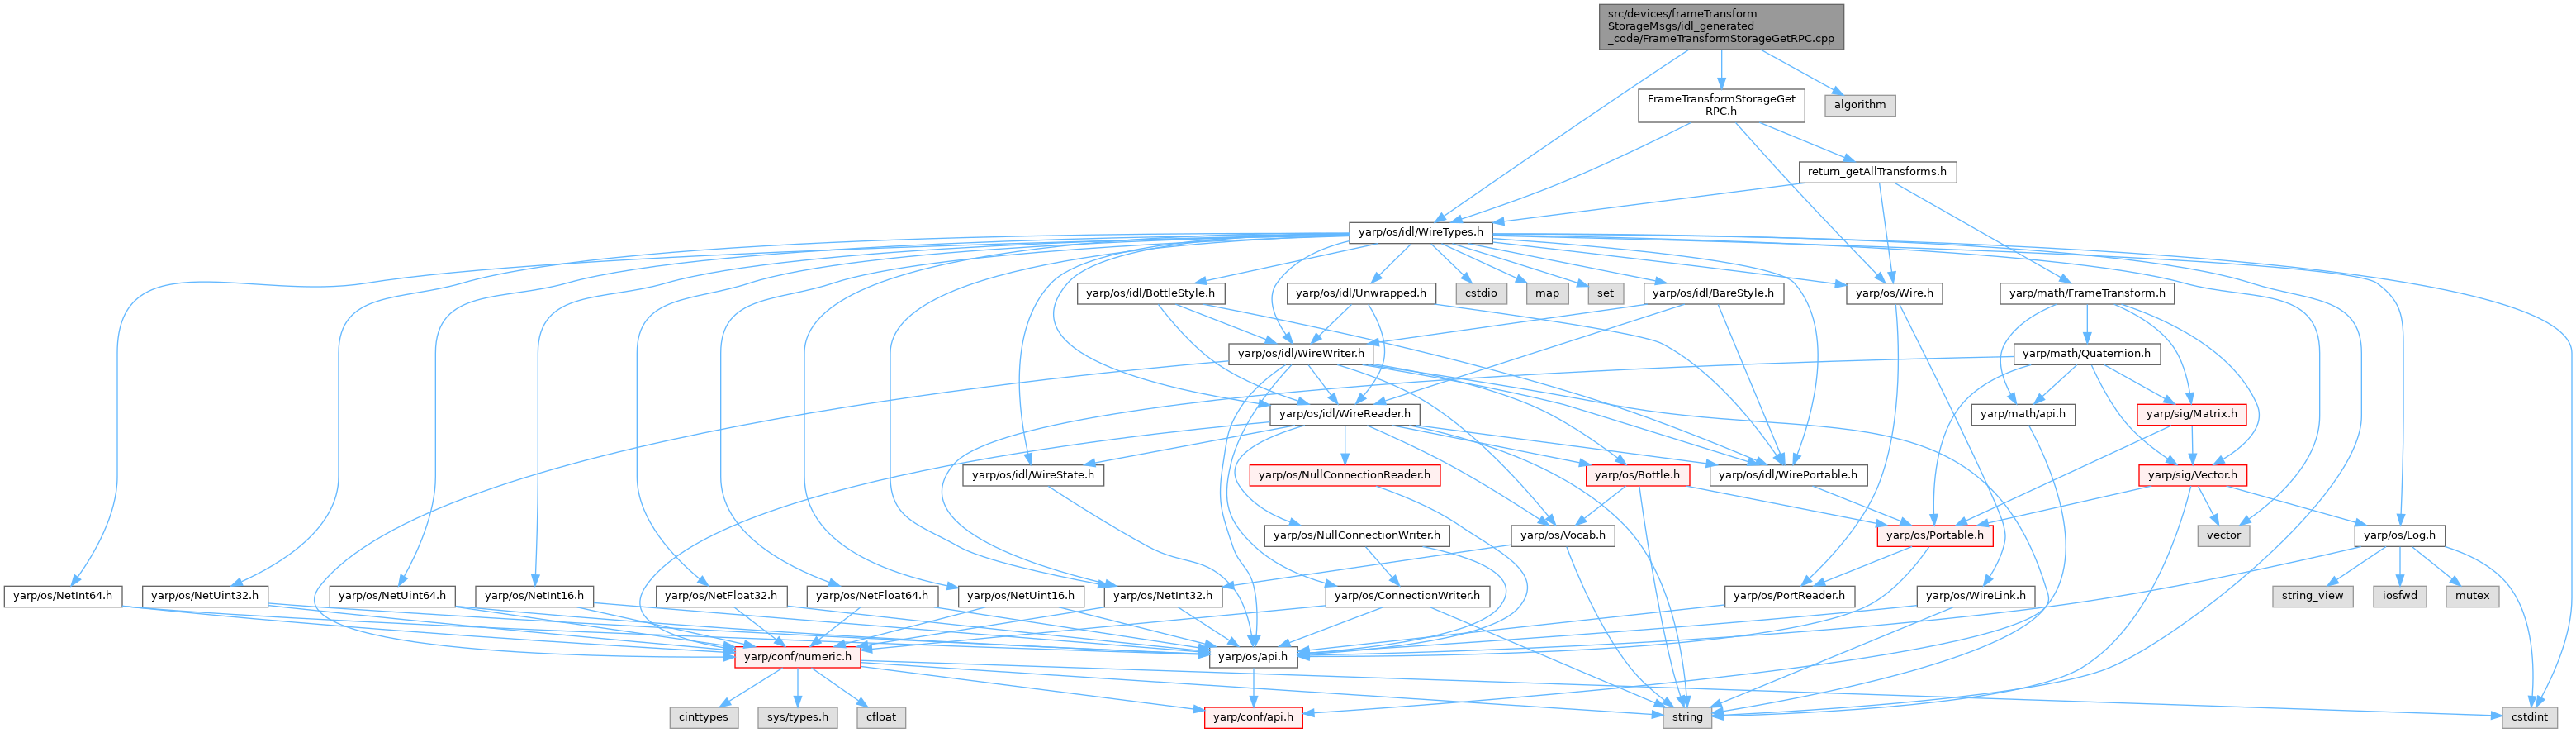 src/devices/frameTransform
StorageMsgs/idl_generated
_code/FrameTransformStorageGetRPC.cpp
FrameTransformStorageGet
RPC.h
algorithm
return_getAllTransforms.h
yarp/os/idl/WireTypes.h
yarp/os/idl/BottleStyle.h
yarp/os/idl/Unwrapped.h
cstdio
map
set
yarp/os/idl/BareStyle.h
yarp/os/Wire.h
yarp/math/FrameTransform.h
yarp/os/idl/WireWriter.h
yarp/math/Quaternion.h
yarp/os/idl/WireReader.h
yarp/math/api.h
yarp/sig/Matrix.h
yarp/os/idl/WireState.h
yarp/os/NullConnectionReader.h
yarp/os/Bottle.h
yarp/os/idl/WirePortable.h
yarp/sig/Vector.h
yarp/os/NullConnectionWriter.h
yarp/os/Vocab.h
yarp/os/Portable.h
vector
yarp/os/Log.h
yarp/os/NetInt64.h
yarp/os/NetUint32.h
yarp/os/NetUint64.h
yarp/os/NetInt16.h
yarp/os/NetFloat32.h
yarp/os/NetFloat64.h
yarp/os/NetUint16.h
yarp/os/NetInt32.h
yarp/os/ConnectionWriter.h
yarp/os/PortReader.h
yarp/os/WireLink.h
string_view
iosfwd
mutex
yarp/conf/numeric.h
yarp/os/api.h
cinttypes
sys/types.h
cfloat
yarp/conf/api.h
string
cstdint